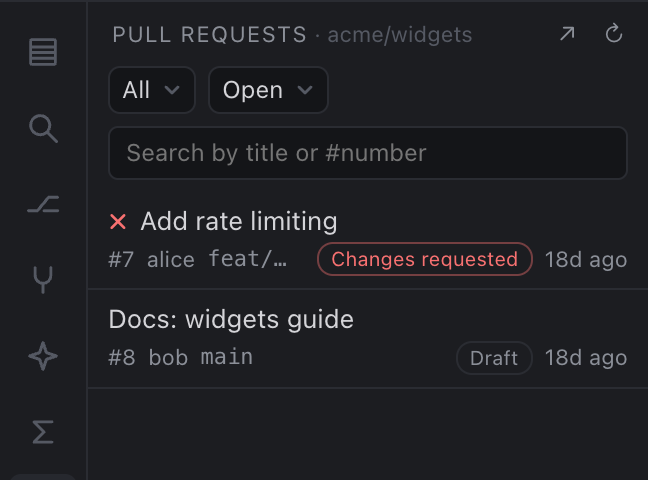 PULL REQUESTS · acme/widgets
All Open
Search by title or #number
Add rate limiting
#7 alice feat/… Changes requested 18d ago
Docs: widgets guide
#8 bob main Draft 18d ago